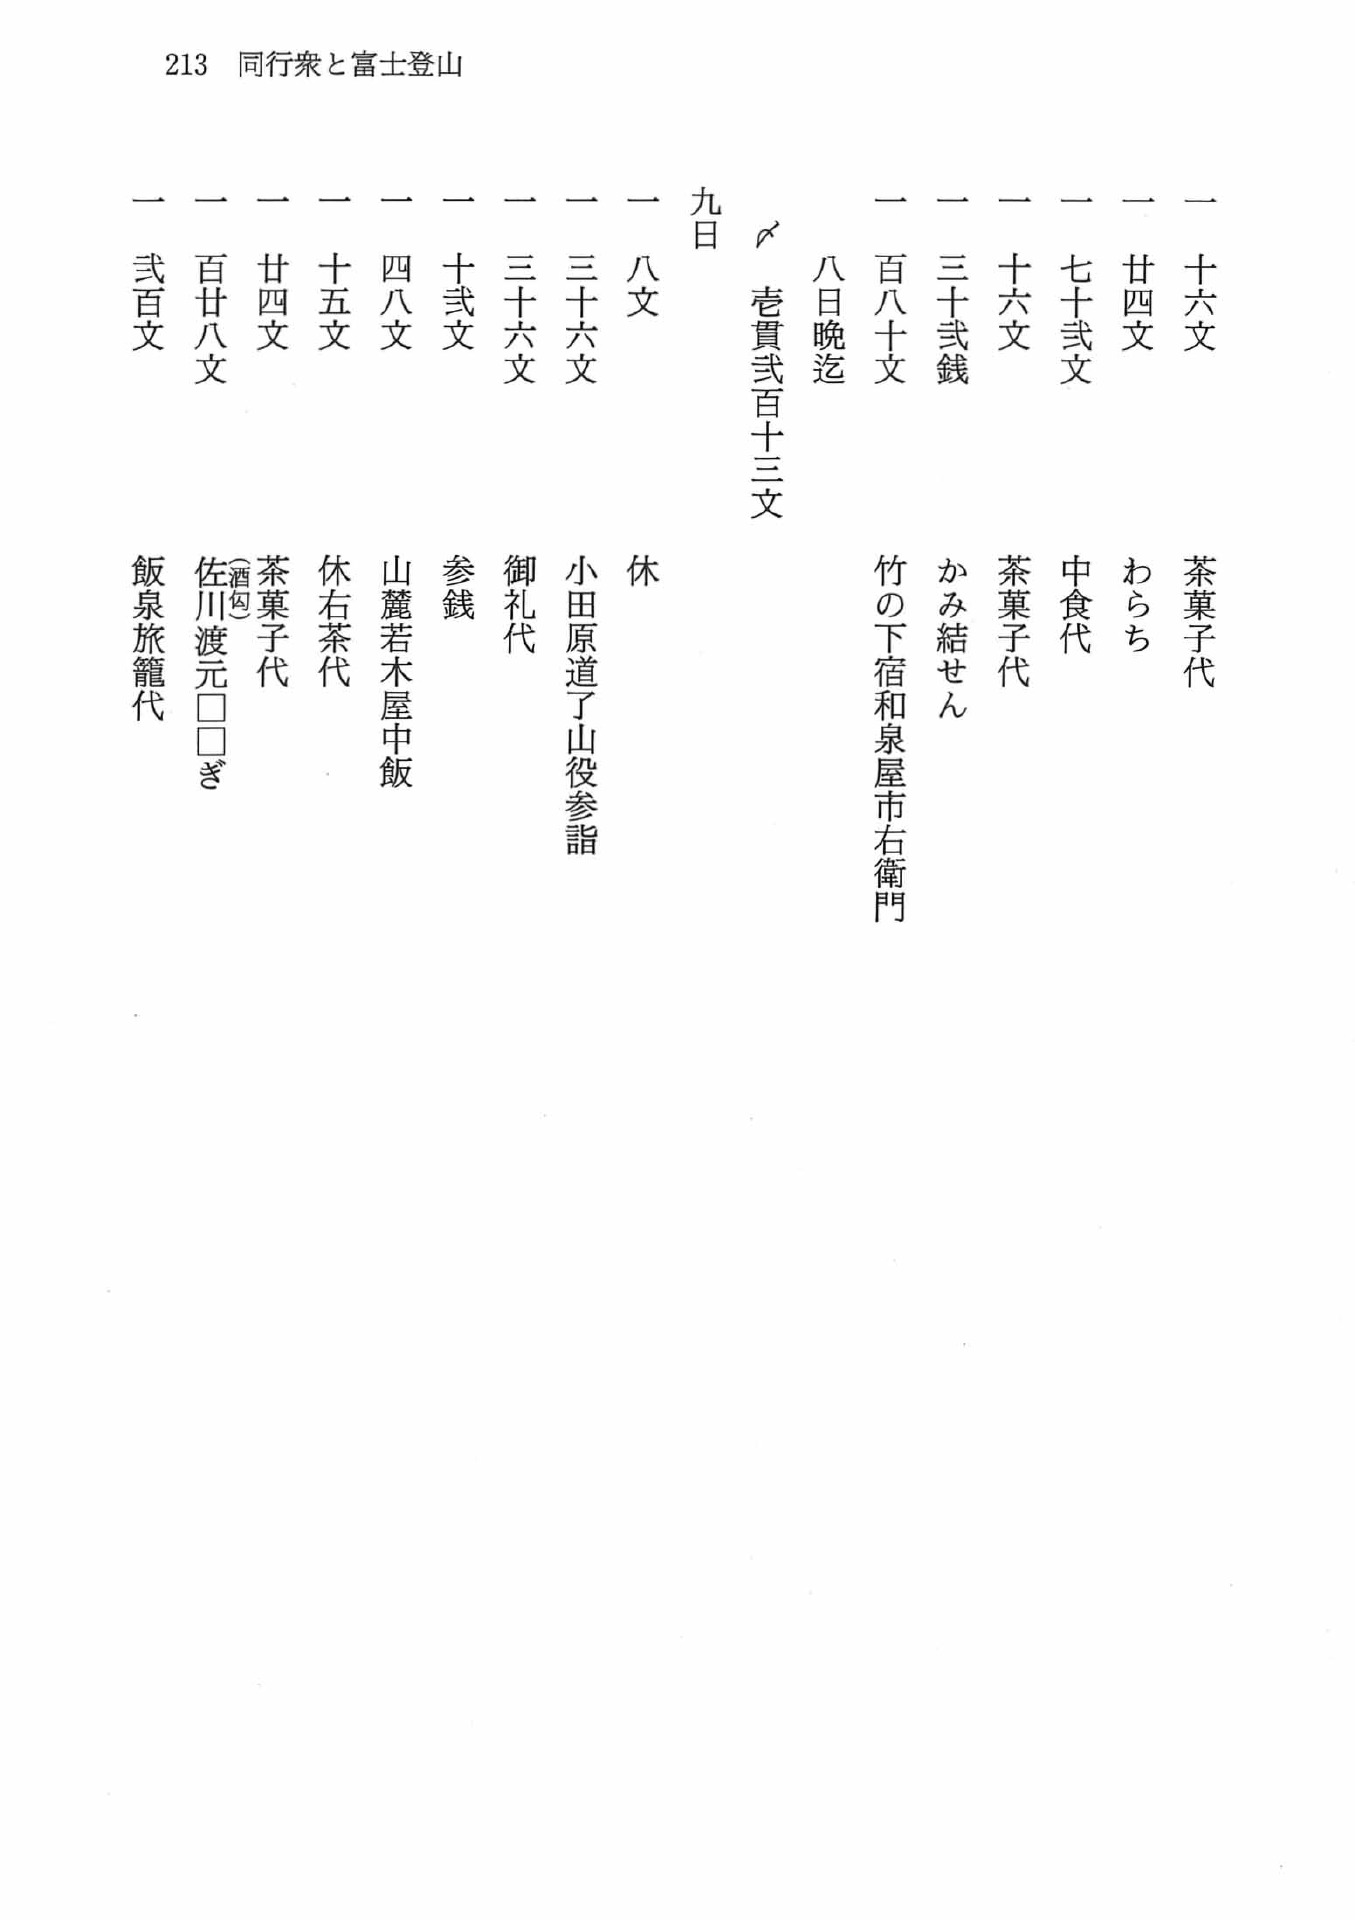 213 同行衆と富士登山
一 十六文 茶菓子代
一 廿四文 わらち
一 七十弐文 中食代
一 十六文 茶菓子代
一 三十弐銭 かみ結せん
一 百八十文 竹の下宿和泉屋市右衛門
八日晩迄
〆 壱貫弐百十三文
九日
一 八文 休
一 三十六文 小田原道了山役参詣
一 三十六文 御礼代
一 十弐文 参銭
一 四八文 山麓若木屋中飯
一 十五文 休右茶代
一 廿四文 茶菓子代
(酒匂)
一 百廿八文 佐川渡元□□ぎ
一 弐百文 飯泉旅籠代